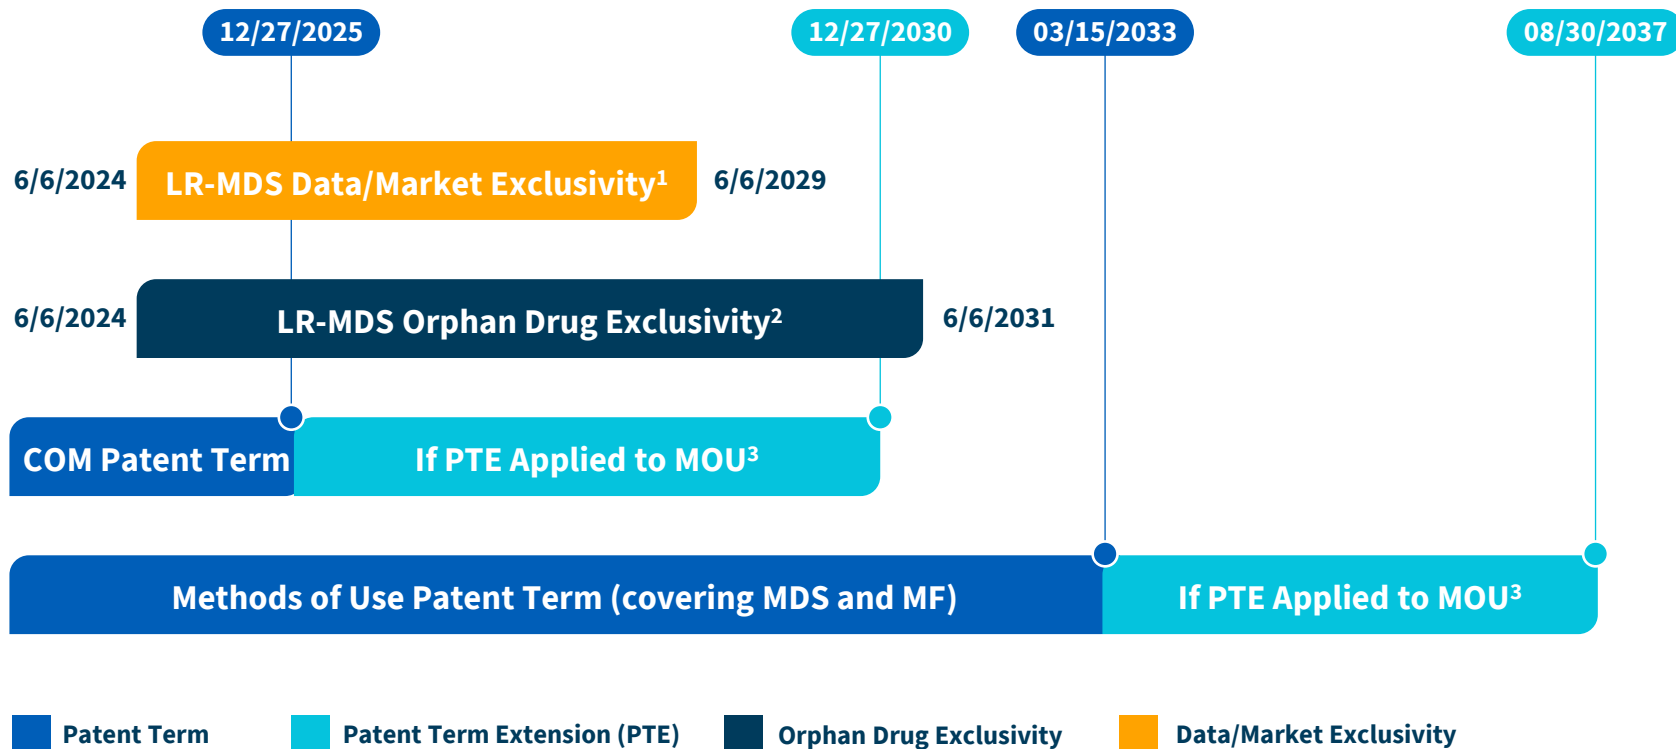 12/27/2025
12/27/2030
03/15/2033
08/30/2037
6/6/2024
LR-MDS Data/Market Exclusivity¹
6/6/2029
6/6/2024
LR-MDS Orphan Drug Exclusivity²
6/6/2031
COM Patent Term
If PTE Applied to MOU³
Methods of Use Patent Term (covering MDS and MF)
If PTE Applied to MOU³
Patent Term
Patent Term Extension (PTE)
Orphan Drug Exclusivity
Data/Market Exclusivity